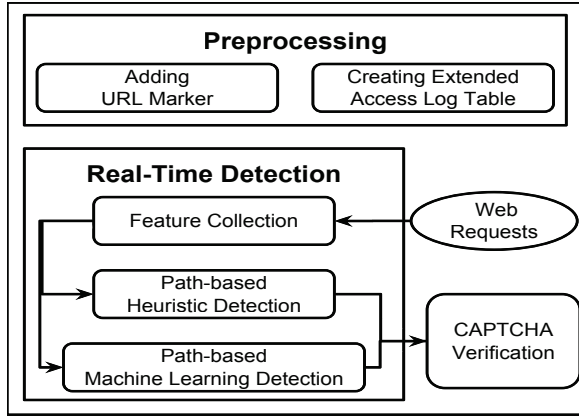 Preprocessing
Adding
URL Marker
Creating Extended
Access Log Table
Real-Time Detection
Feature Collection
Web
Requests
Path-based
Heuristic Detection
CAPTCHA
Verification
Path-based
Machine Learning Detection